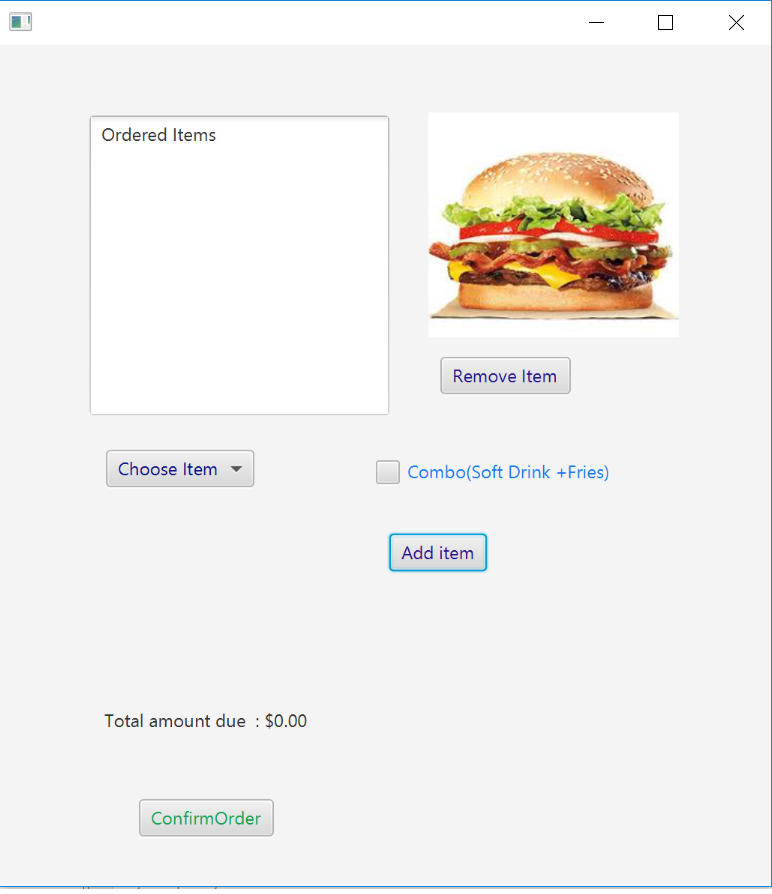 Ordered Items
Remove Item
Choose Item
Combo(Soft Drink +Fries)
Add item
Total amount due  : $0.00
ConfirmOrder